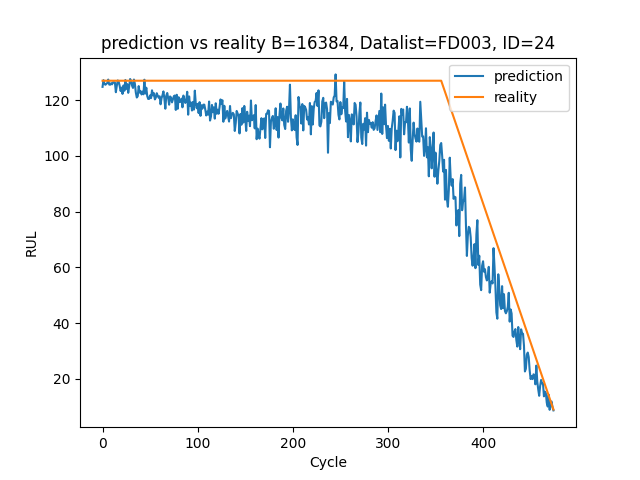 prediction vs reality B=16384, Datalist=FD003, ID=24
prediction
reality
RUL
120
100
80
60
40
20
0 100 200 300 400
Cycle